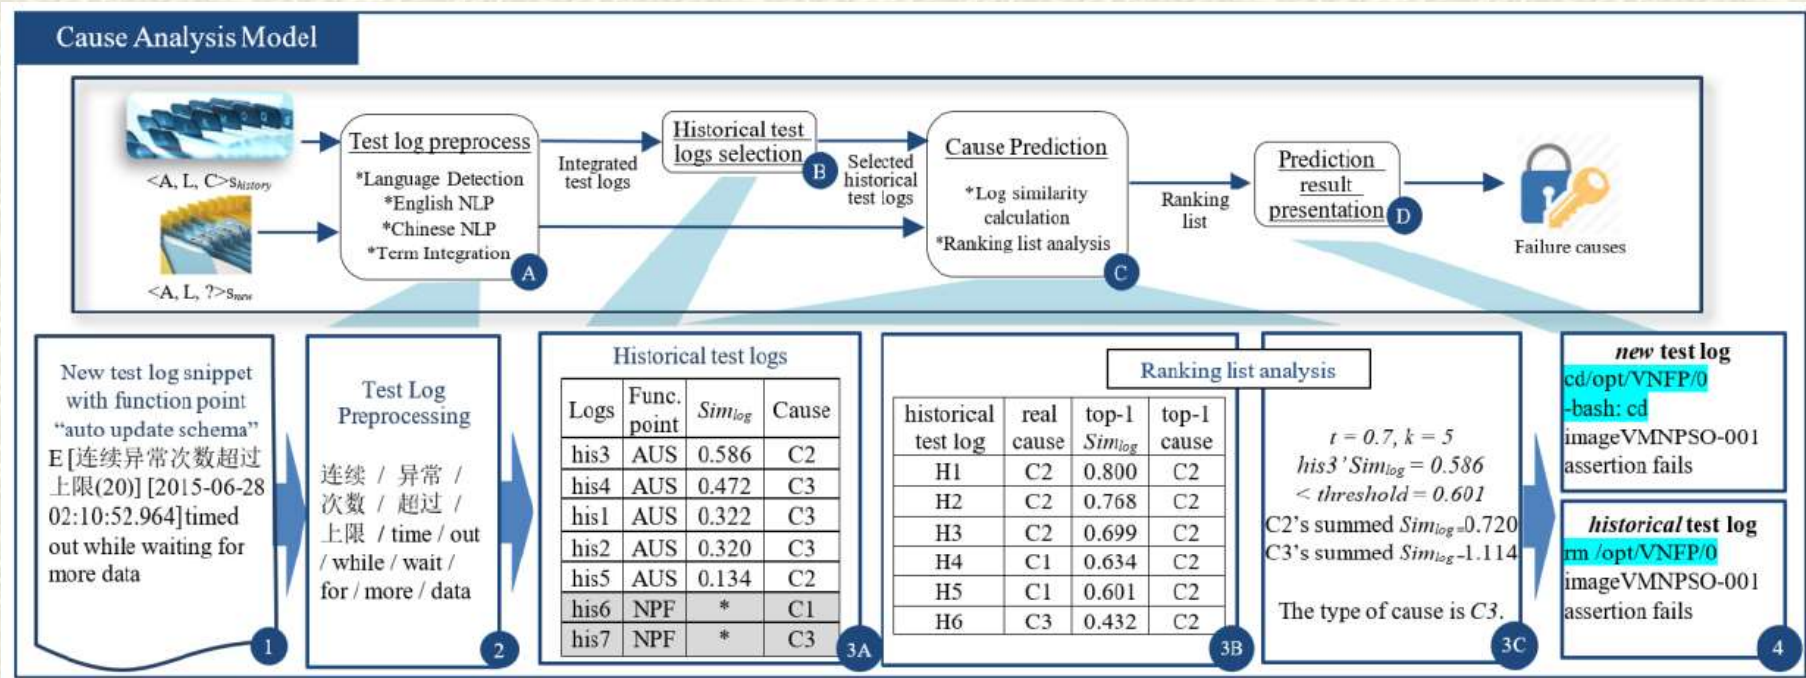 Cause Analysis Model
<A, L, C>shistory
<A, L, ?>snew
Test log preprocess
*Language Detection
*English NLP
*Chinese NLP
*Term Integration
A
Integrated
test logs
Historical test
logs selection
B
Selected
historical
test logs
Cause Prediction
*Log similarity
calculation
*Ranking list analysis
C
Ranking
list
Prediction
result
presentation
D
Failure causes
New test log snippet
with function point
“auto update schema”
E [连续异常次数超过
上限(20)] [2015-06-28
02:10:52.964]timed
out while waiting for
more data
1
Test Log
Preprocessing
连续 / 异常 /
次数 / 超过 /
上限 / time / out
/ while / wait /
for / more / data
2
Historical test logs
Logs Func. point Simlog Cause
his3 AUS 0.586 C2
his4 AUS 0.472 C3
his1 AUS 0.322 C3
his2 AUS 0.320 C3
his5 AUS 0.134 C2
his6 NPF * C1
his7 NPF * C3
3A
Ranking list analysis
historical test log real cause top-1 Simlog top-1 cause
H1 C2 0.800 C2
H2 C2 0.768 C2
H3 C2 0.699 C2
H4 C1 0.634 C2
H5 C1 0.601 C2
H6 C3 0.432 C2
3B
t = 0.7, k = 5
his3’Simlog = 0.586
< threshold = 0.601
C2's summed Simlog=0.720
C3's summed Simlog=1.114
The type of cause is C3.
3C
new test log
cd/opt/VNFP/0
-bash: cd
imageVMNPSO-001
assertion fails
historical test log
rm /opt/VNFP/0
imageVMNPSO-001
assertion fails
4